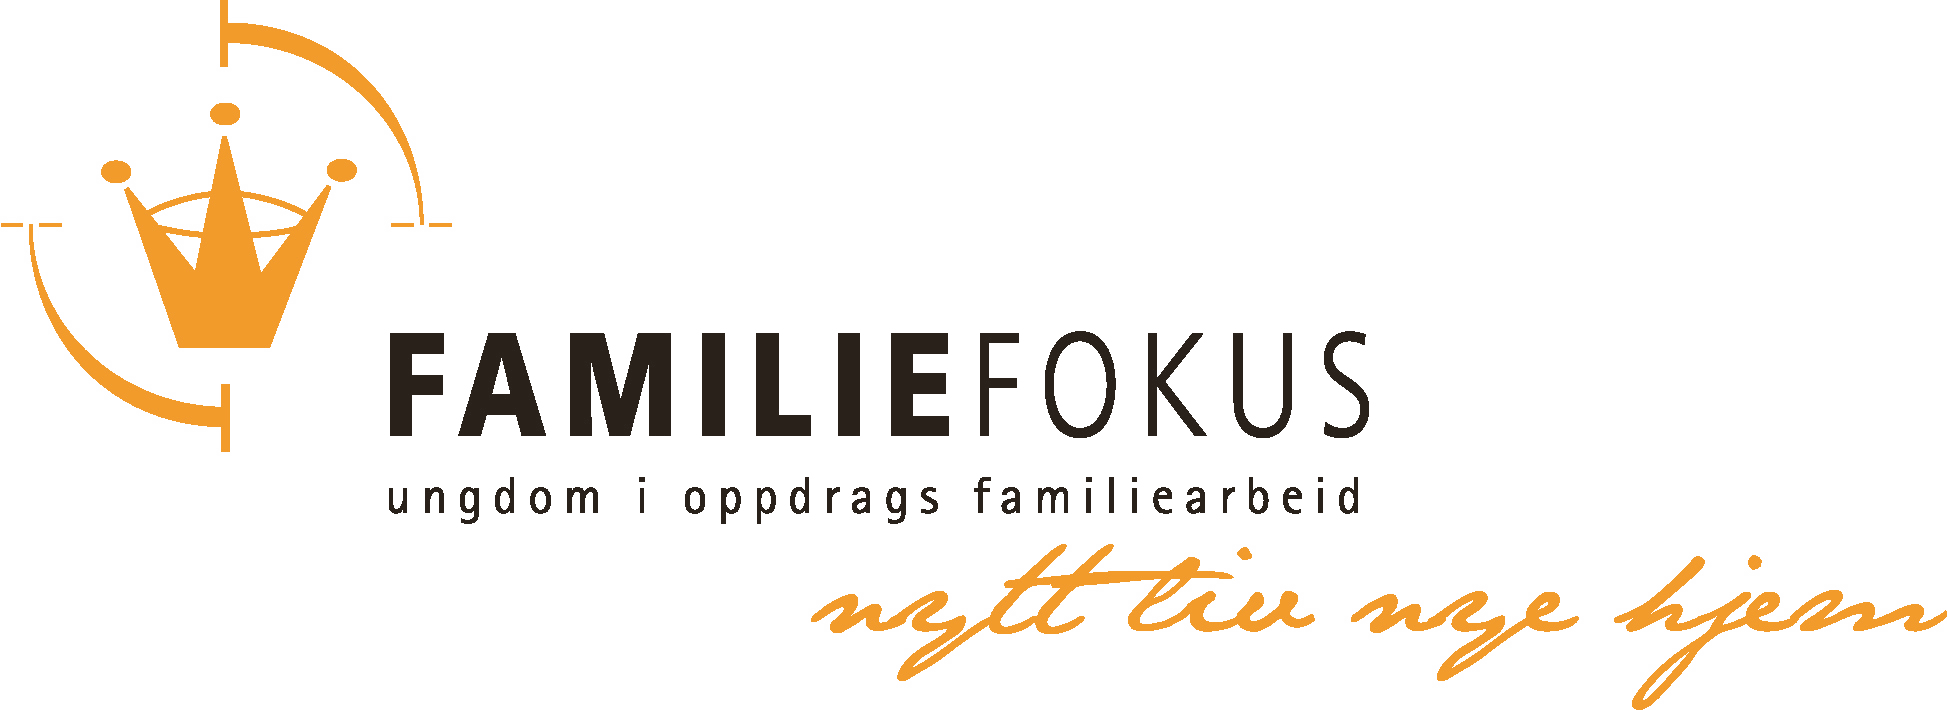 FAMILIEFOKUS
ungdom i oppdrags familiearbeid
nytt liv nye hjem